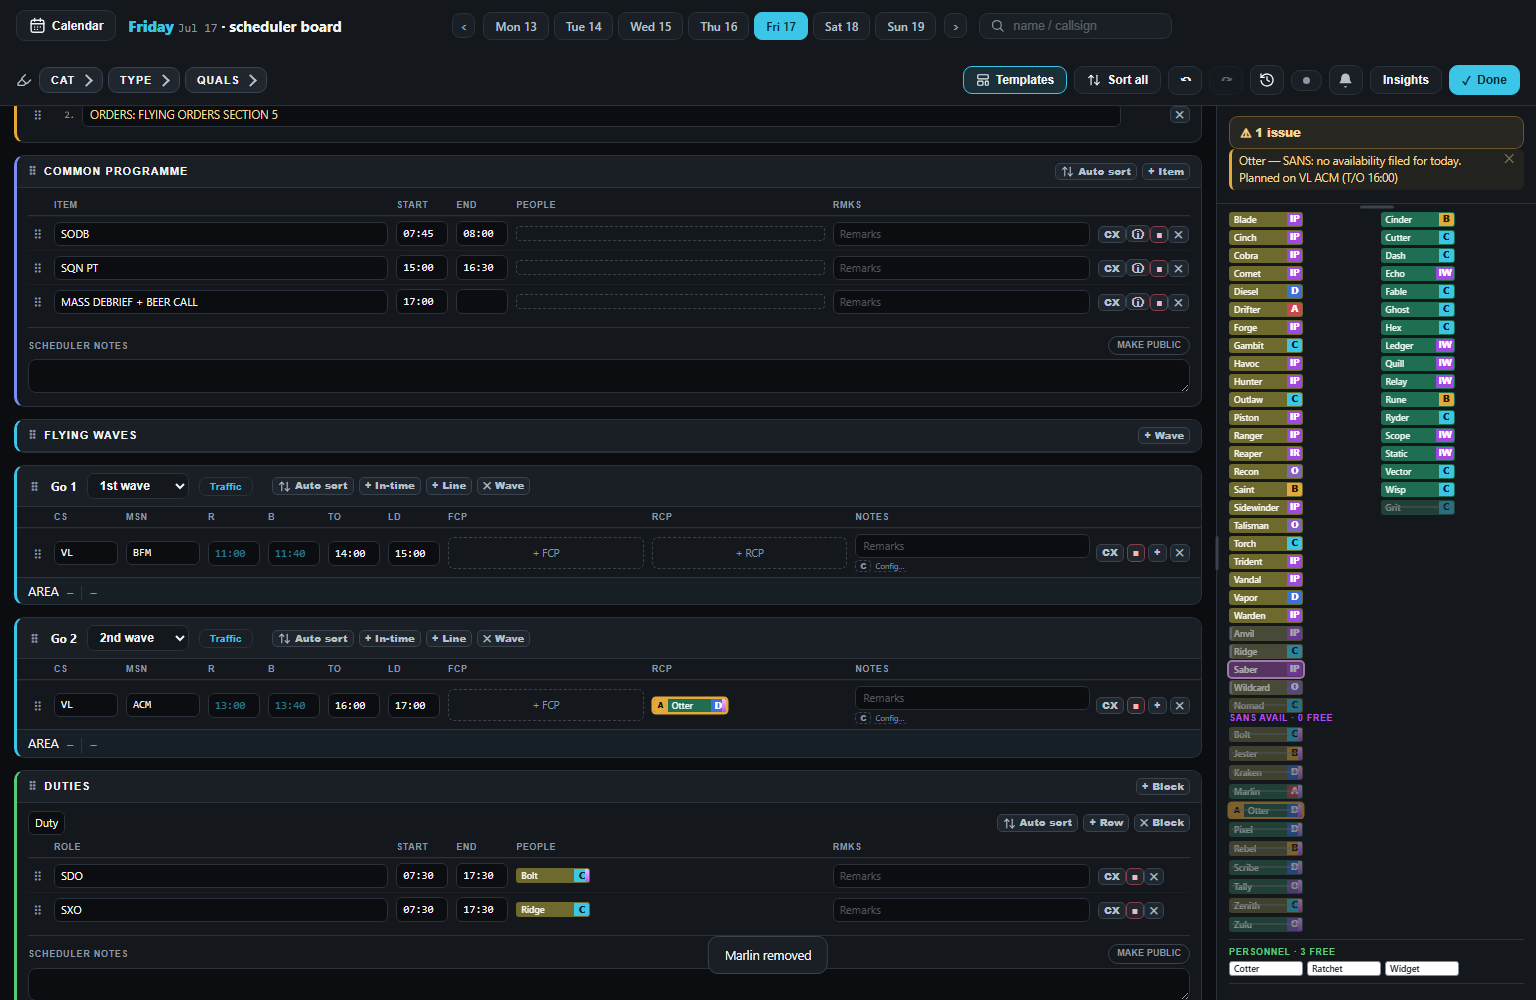 Calendar
Friday Jul 17 · scheduler board
‹ Mon 13 Tue 14 Wed 15 Thu 16 Fri 17 Sat 18 Sun 19 › name / callsign
CAT TYPE QUALS
Templates Sort all Insights ✓ Done
2. ORDERS: FLYING ORDERS SECTION 5
COMMON PROGRAMME Auto sort + Item
ITEM START END PEOPLE RMKS
SODB 07:45 08:00 Remarks CX
SQN PT 15:00 16:30 Remarks CX
MASS DEBRIEF + BEER CALL 17:00 Remarks CX
SCHEDULER NOTES MAKE PUBLIC
FLYING WAVES + Wave
Go 1 1st wave Traffic Auto sort + In-time + Line X Wave
CS MSN R B TO LD FCP RCP NOTES
VL BFM 11:00 11:40 14:00 15:00 + FCP + RCP Remarks CX
C Config...
AREA – –
Go 2 2nd wave Traffic Auto sort + In-time + Line X Wave
CS MSN R B TO LD FCP RCP NOTES
VL ACM 13:00 13:40 16:00 17:00 + FCP A Otter D Remarks CX
C Config...
AREA – –
DUTIES + Block
Duty Auto sort + Row X Block
ROLE START END PEOPLE RMKS
SDO 07:30 17:30 Bolt C Remarks CX
SXO 07:30 17:30 Ridge C Remarks CX
SCHEDULER NOTES MAKE PUBLIC
Marlin removed
⚠ 1 issue
Otter — SANS: no availability filed for today.
Planned on VL ACM (T/O 16:00)
Blade IP Cinder B
Cinch IP Cutter C
Cobra IP Dash C
Comet IP Echo IW
Diesel D Fable C
Drifter A Ghost C
Forge IP Hex C
Gambit C Ledger IW
Havoc IP Quill IW
Hunter IP Relay IW
Outlaw C Rune B
Piston IP Ryder C
Ranger IP Scope IW
Reaper IR Static IW
Recon O Vector C
Saint B Wisp C
Sidewinder IP Grit C
Talisman O
Torch C
Trident IP
Vandal IP
Vapor D
Warden IP
Anvil IP
Ridge C
Saber IP
Wildcard O
Nomad C
SANS AVAIL · 0 FREE
Bolt C
Jester B
Kraken D
Marlin A
A Otter D
Pixel D
Rebel B
Scribe D
Tally O
Zenith C
Zulu O
PERSONNEL · 3 FREE
Cotter Ratchet Widget